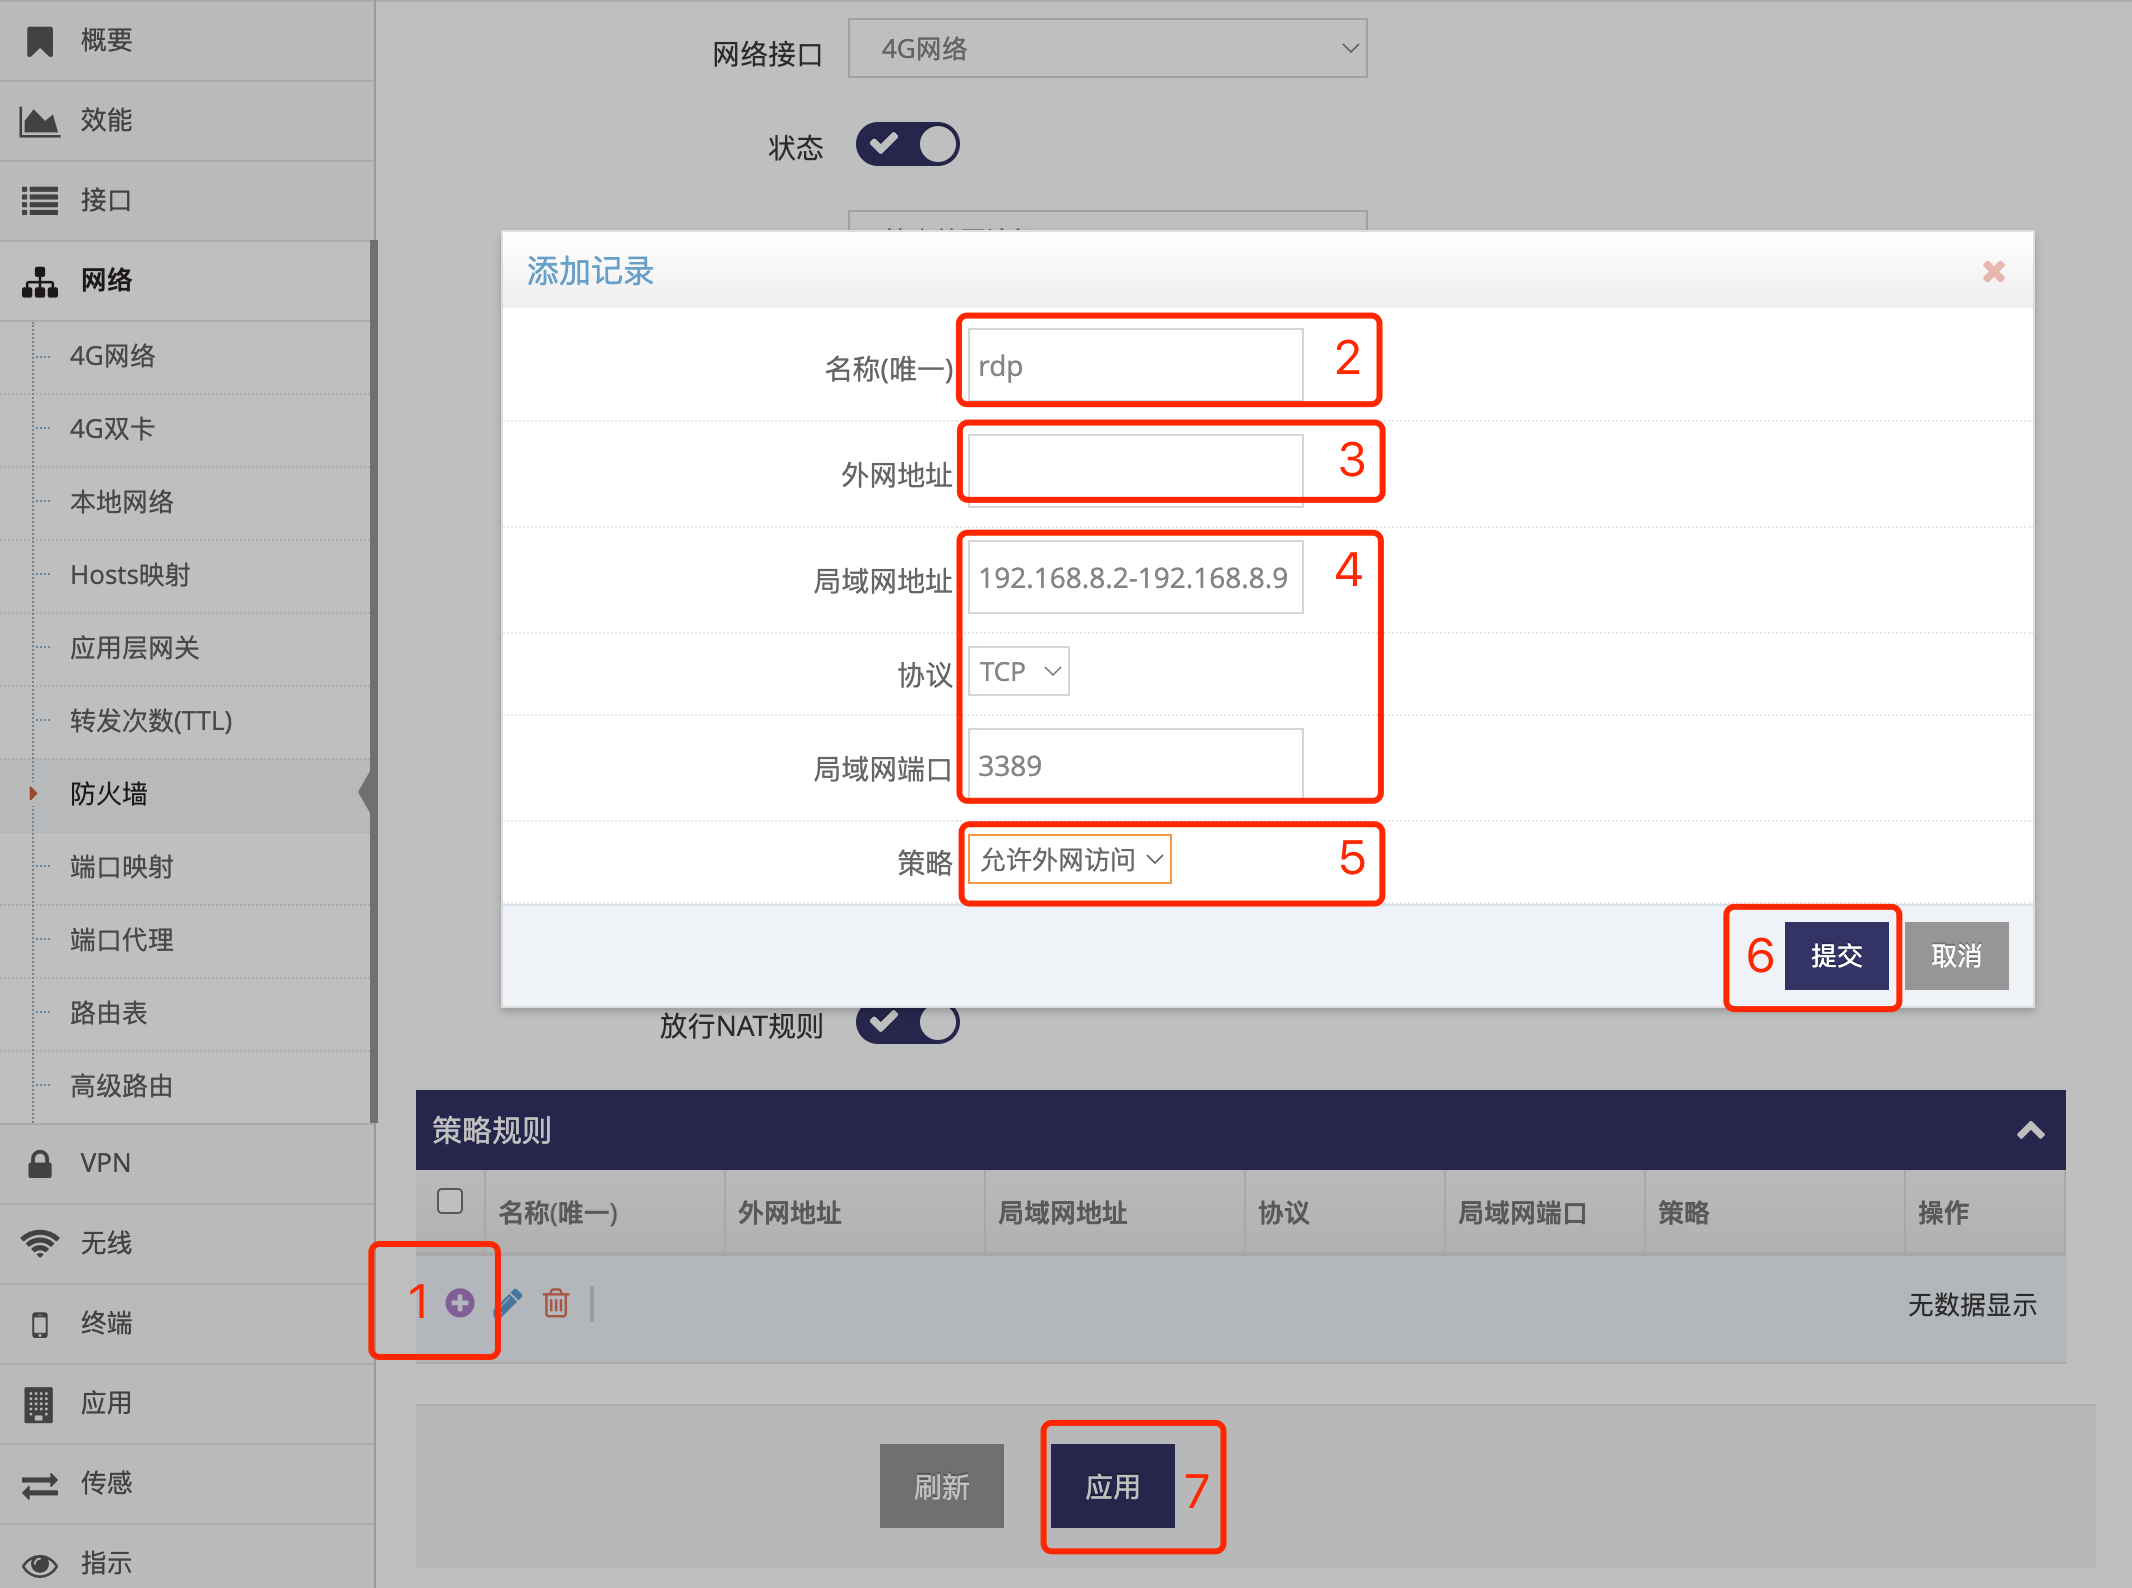 概要
效能
接口
网络
4G网络
4G双卡
本地网络
Hosts映射
应用层网关
转发次数(TTL)
防火墙
端口映射
端口代理
路由表
高级路由
VPN
无线
终端
应用
传感
指示
网络接口 4G网络
状态
添加记录
名称(唯一) rdp 2
外网地址 3
局域网地址 192.168.8.2-192.168.8.9 4
协议 TCP
局域网端口 3389
策略 允许外网访问 5
6 提交 取消
放行NAT规则
策略规则
名称(唯一) 外网地址 局域网地址 协议 局域网端口 策略 操作
1 无数据显示
刷新 应用 7